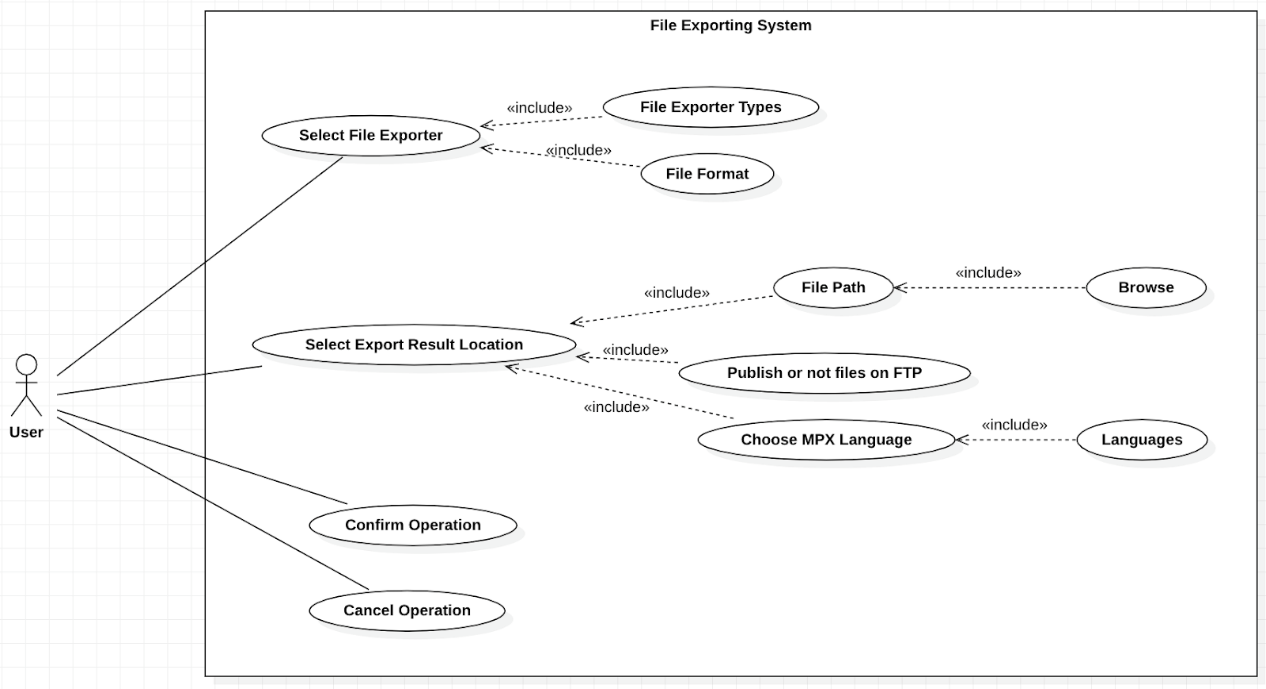 File Exporting System
«include»
File Exporter Types
Select File Exporter
«include»
File Format
«include»
File Path
«include»
Browse
Select Export Result Location
«include»
Publish or not files on FTP
«include»
Choose MPX Language
«include»
Languages
User
Confirm Operation
Cancel Operation